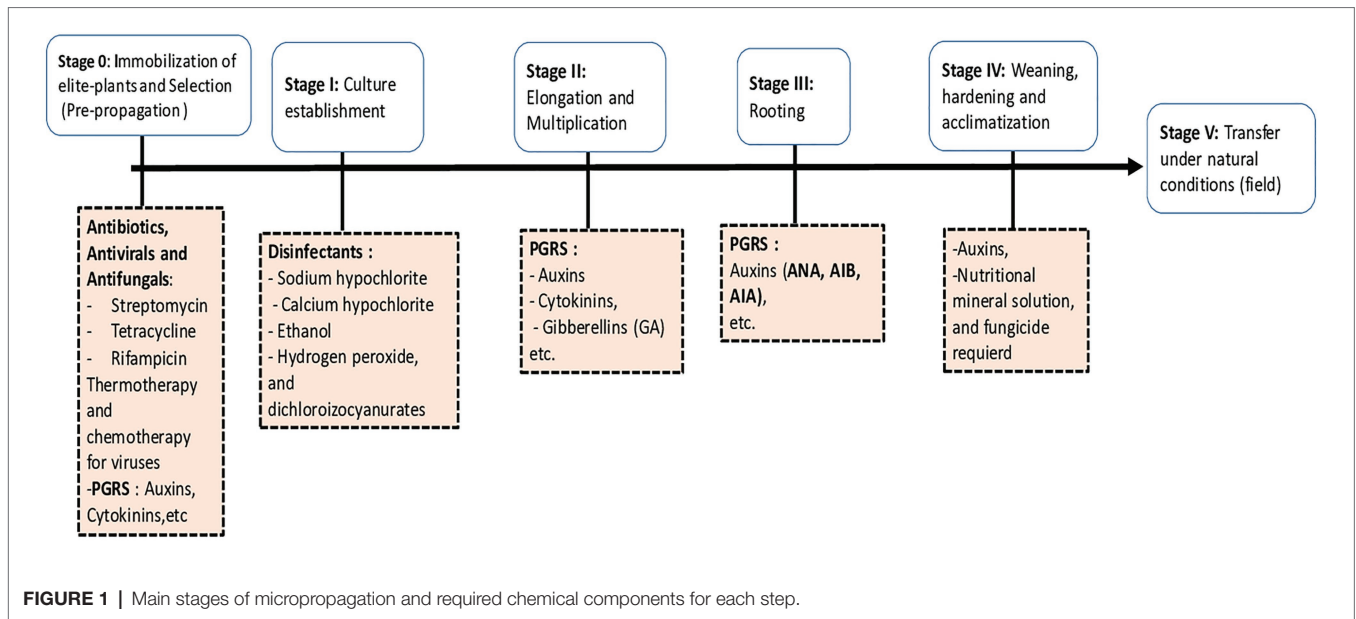 Stage 0: Immobilization of
elite-plants and Selection
(Pre-propagation )
Stage I: Culture
establishment
Stage II:
Elongation and
Multiplication
Stage III:
Rooting
Stage IV: Weaning,
hardening and
acclimatization
Stage V: Transfer
under natural
conditions (field)
Antibiotics,
Antivirals and
Antifungals:
- Streptomycin
- Tetracycline
- Rifampicin
Thermotherapy
and
chemotherapy
for viruses
-PGRS : Auxins,
Cytokinins,etc
Disinfectants :
- Sodium hypochlorite
- Calcium hypochlorite
- Ethanol
- Hydrogen peroxide,
and
dichloroizocyanurates
PGRS :
- Auxins
- Cytokinins,
- Gibberellins (GA)
etc.
PGRS :
Auxins (ANA, AIB,
AIA),
etc.
-Auxins,
-Nutritional
mineral solution,
and fungicide
requierd
FIGURE 1 | Main stages of micropropagation and required chemical components for each step.